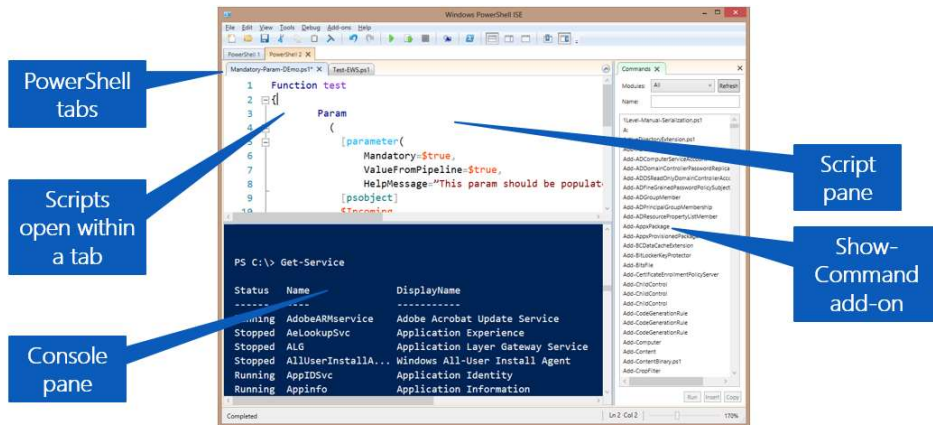 Windows PowerShell ISE
File Edit View Tools Debug Add-ons Help
PowerShell 1 PowerShell 2 X
Mandatory-Param-DEmo.ps1* X Test-EWS.ps1
1 Function test
2 {
3 Param
4 (
5 [parameter(
6 Mandatory=$true,
7 ValueFromPipeline=$true,
8 HelpMessage="This param should be populat
9 [psobject]
10 $Incoming
PS C:\> Get-Service
Status Name DisplayName
------ ---- -----------
Running AdobeARMservice Adobe Acrobat Update Service
Stopped AeLookupSvc Application Experience
Stopped ALG Application Layer Gateway Service
Stopped AllUserInstallA... Windows All-User Install Agent
Running AppIDSvc Application Identity
Running Appinfo Application Information
Completed
Ln 2 Col 2
170%
Commands X
Modules: All Refresh
Name:
1Level-Manual-Serialization.ps1
A:
Add-ADComputerServiceAccount
Add-ADDomainControllerPasswordReplica
Add-ADDSReadOnlyDomainControllerAcc
Add-ADFineGrainedPasswordPolicySubject
Add-ADGroupMember
Add-ADPrincipalGroupMembership
Add-ADResourcePropertyListMember
Add-AppxPackage
Add-AppxProvisionedPackage
Add-BCDataCacheExtension
Add-BitLockerKeyProtector
Add-BitsFile
Add-CertificateEnrollmentPolicyServer
Add-ChildControl
Add-ChildControl
Add-ChildControl
Add-CodeGenerationRule
Add-CodeGenerationRule
Add-CodeGenerationRule
Add-Computer
Add-Content
Add-ContentBinary.ps1
Add-CropFilter
Run Insert Copy
PowerShell
tabs
Scripts
open within
a tab
Console
pane
Script
pane
Show-
Command
add-on